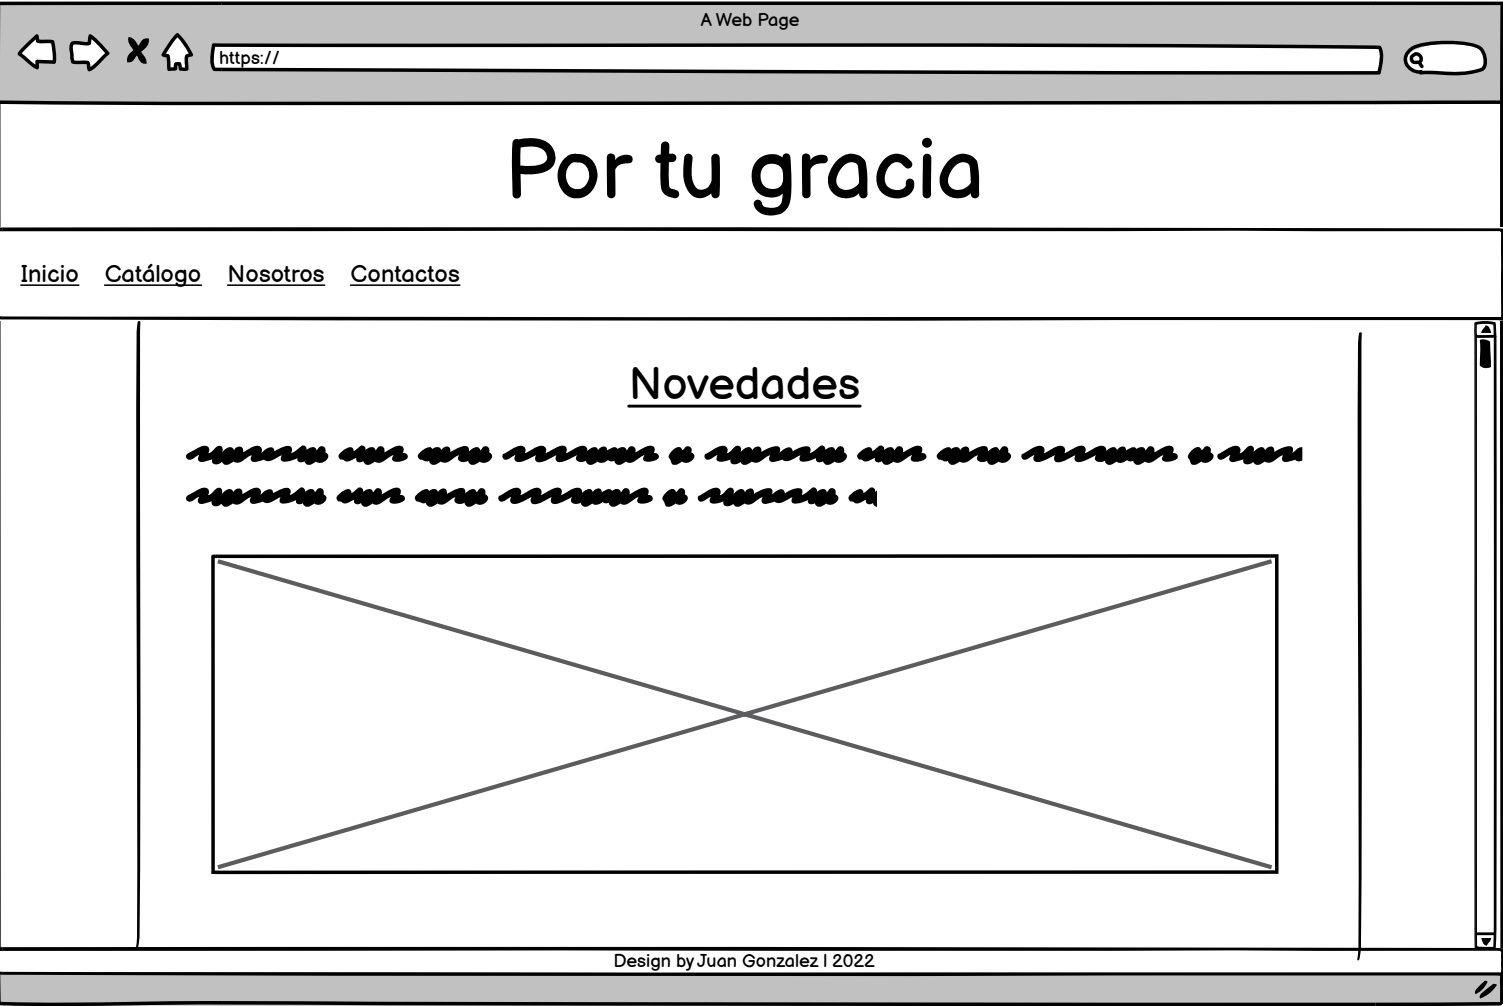 A Web Page
https://
Por tu gracia
Inicio Catálogo Nosotros Contactos
Novedades
Design by Juan Gonzalez | 2022